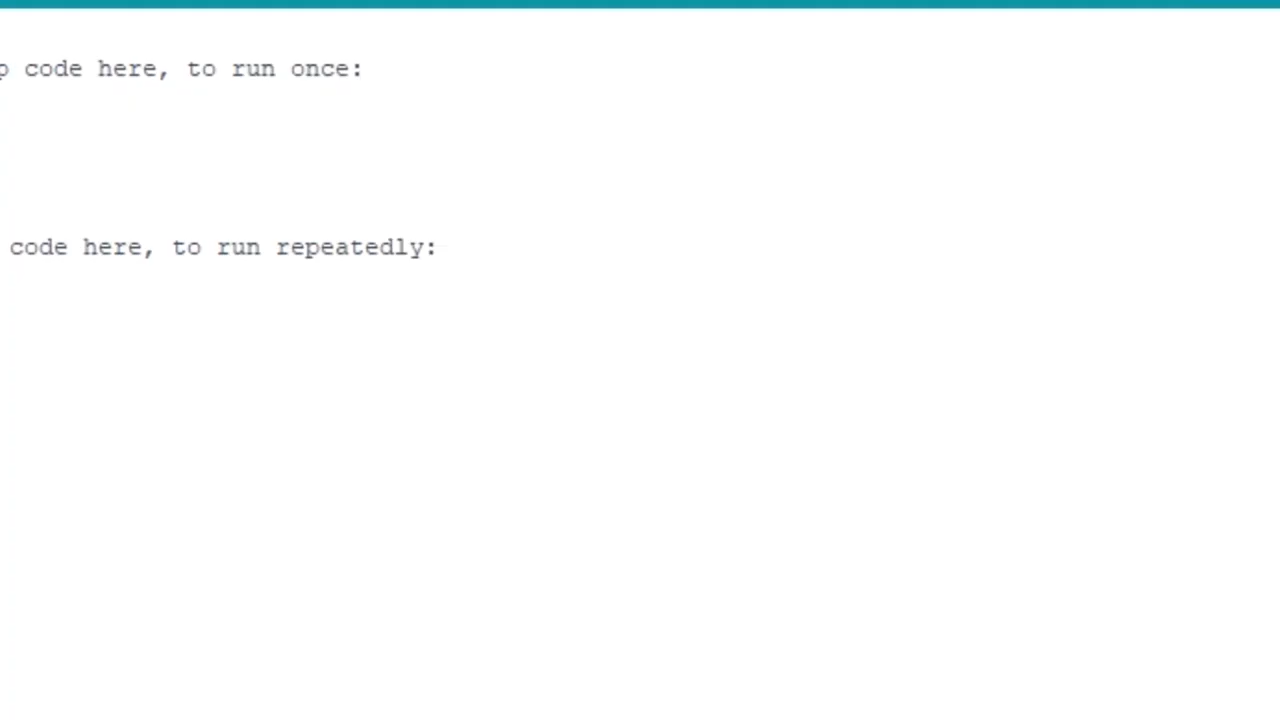 code here, to run once:
code here, to run repeatedly: